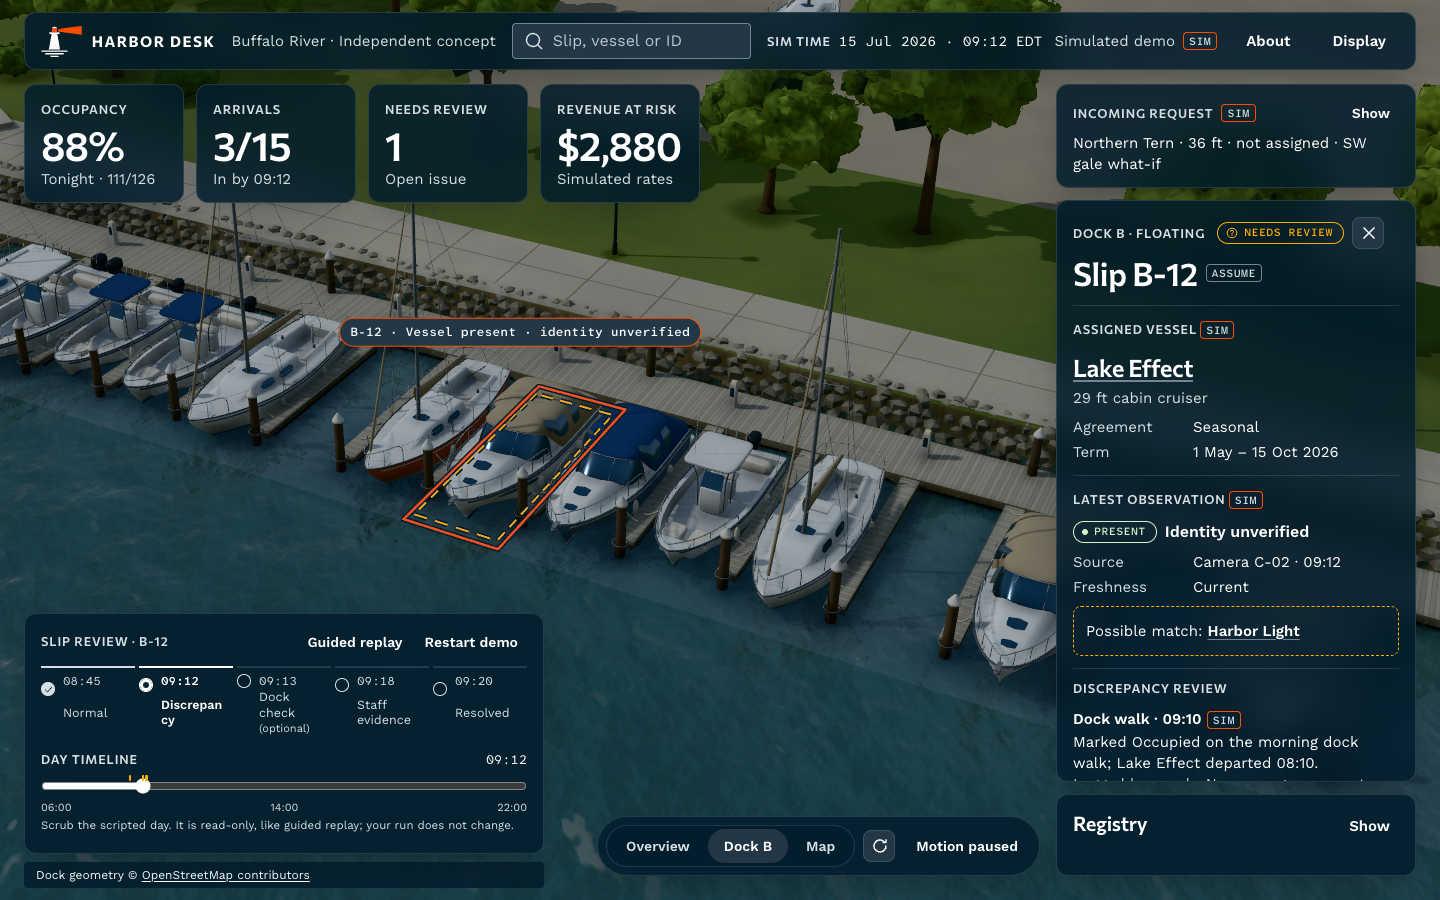 HARBOR DESK
Buffalo River · Independent concept
Slip, vessel or ID
SIM TIME 15 Jul 2026 · 09:12 EDT
Simulated demo SIM
About
Display
OCCUPANCY
88%
Tonight · 111/126
ARRIVALS
3/15
In by 09:12
NEEDS REVIEW
1
Open issue
REVENUE AT RISK
$2,880
Simulated rates
INCOMING REQUEST SIM
Show
Northern Tern · 36 ft · not assigned · SW
gale what-if
DOCK B · FLOATING
NEEDS REVIEW
Slip B-12 ASSUME
ASSIGNED VESSEL SIM
Lake Effect
29 ft cabin cruiser
Agreement Seasonal
Term 1 May – 15 Oct 2026
LATEST OBSERVATION SIM
PRESENT Identity unverified
Source Camera C-02 · 09:12
Freshness Current
Possible match: Harbor Light
DISCREPANCY REVIEW
Dock walk · 09:10 SIM
Marked Occupied on the morning dock
walk; Lake Effect departed 08:10.
Registry
Show
B-12 · Vessel present · identity unverified
SLIP REVIEW · B-12
Guided replay
Restart demo
08:45
Normal
09:12
Discrepan
cy
09:13
Dock
check
(optional)
09:18
Staff
evidence
09:20
Resolved
DAY TIMELINE
09:12
06:00 14:00 22:00
Scrub the scripted day. It is read-only, like guided replay; your run does not change.
Dock geometry © OpenStreetMap contributors
Overview
Dock B
Map
Motion paused